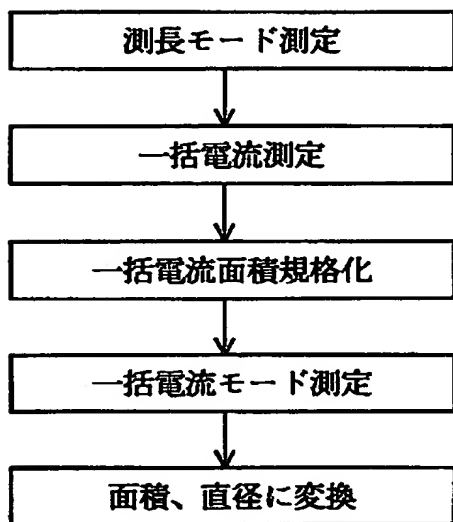 測長モード測定
一括電流測定
一括電流面積規格化
一括電流モード測定
面積、直径に変換